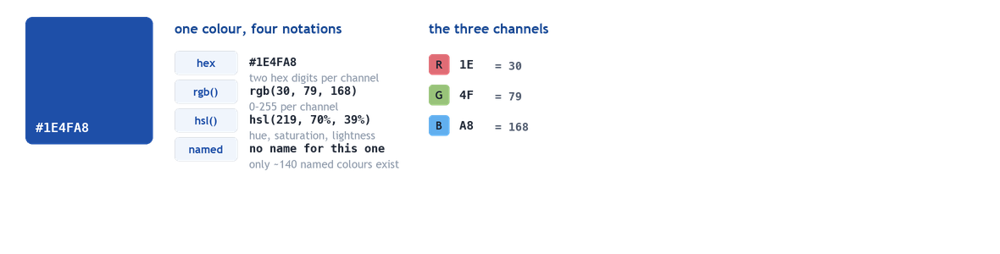 #1E4FA8
one colour, four notations
hex
#1E4FA8
two hex digits per channel
rgb()
rgb(30, 79, 168)
0-255 per channel
hsl()
hsl(219, 70%, 39%)
hue, saturation, lightness
named
no name for this one
only ~140 named colours exist
the three channels
R 1E = 30
G 4F = 79
B A8 = 168